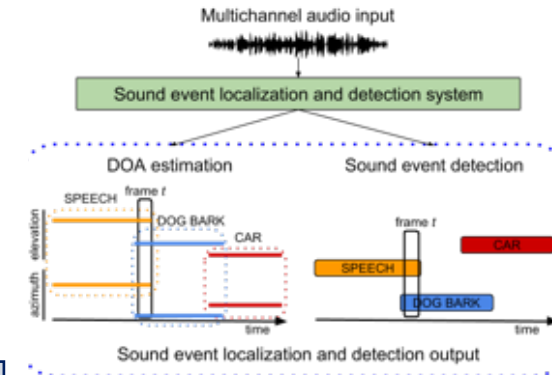 Multichannel audio input
Sound event localization and detection system
DOA estimation
SPEECH
frame t
DOG BARK
CAR
elevation
azimuth
time
Sound event detection
frame t
CAR
SPEECH
DOG BARK
time
Sound event localization and detection output